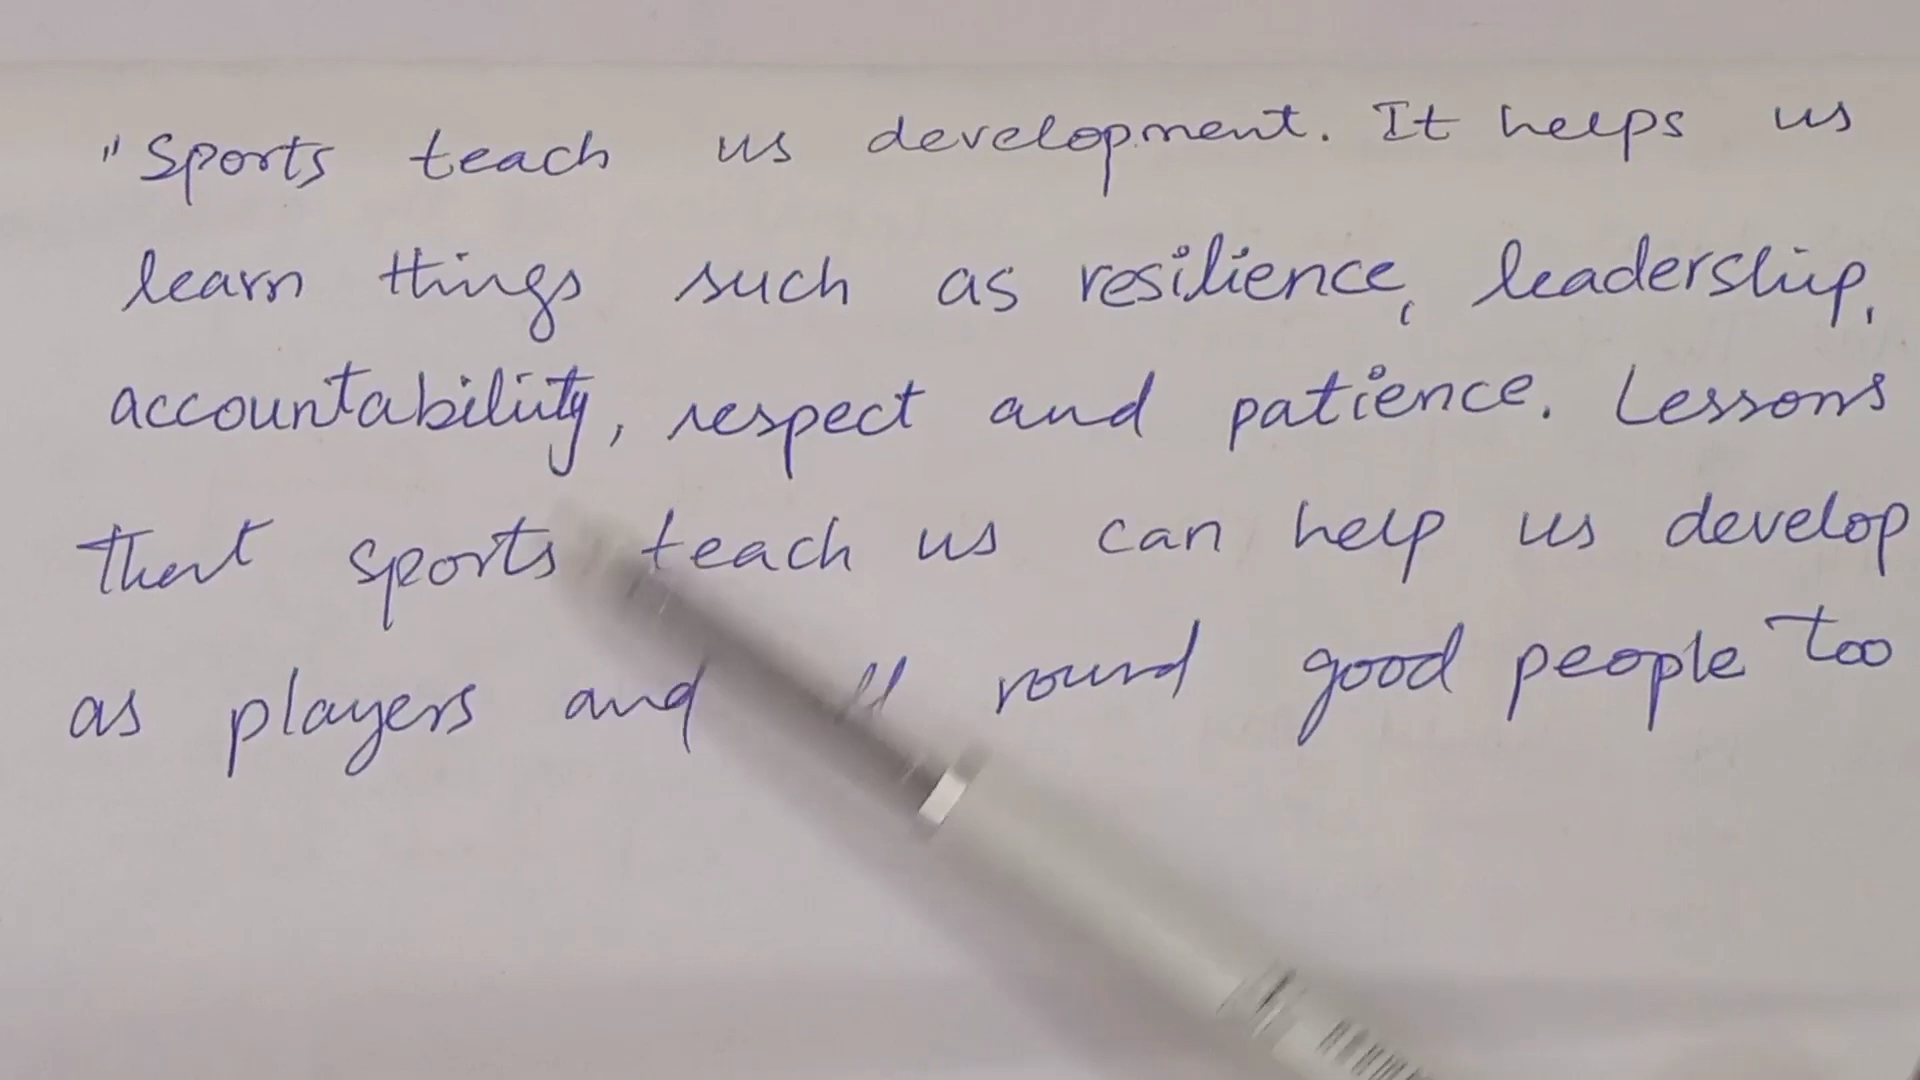 "Sports teach us development. It helps us
learn things such as resilience, leadership,
accountability, respect and patience. Lessons
that sports teach us can help us develop
as players and round good people too